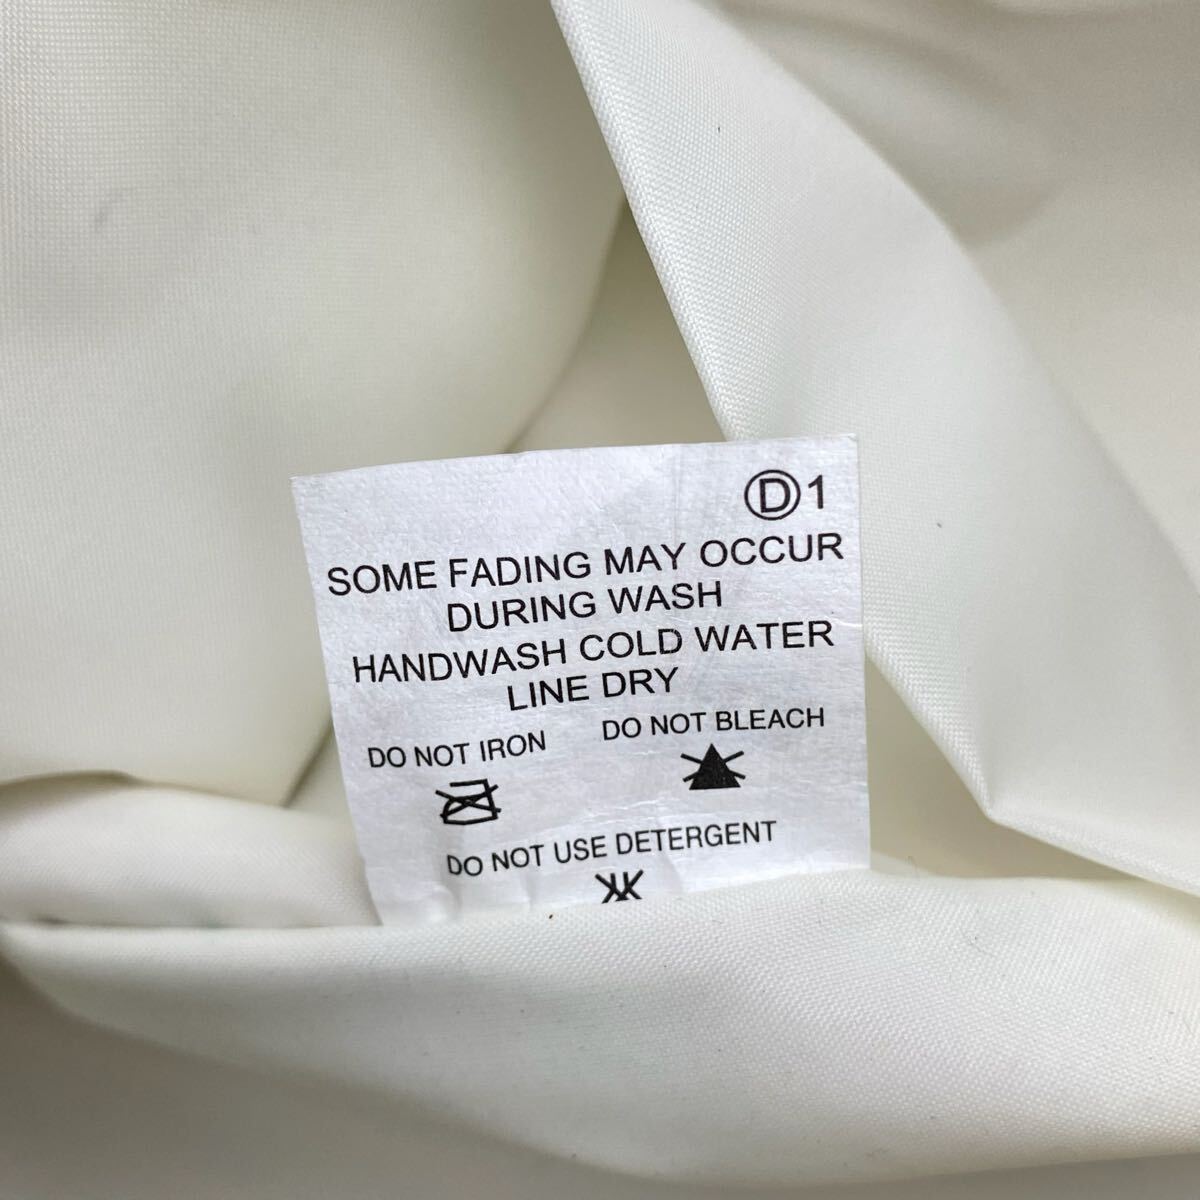 Ⓓ1
SOME FADING MAY OCCUR
DURING WASH
HANDWASH COLD WATER
LINE DRY
DO NOT IRON DO NOT BLEACH
DO NOT USE DETERGENT